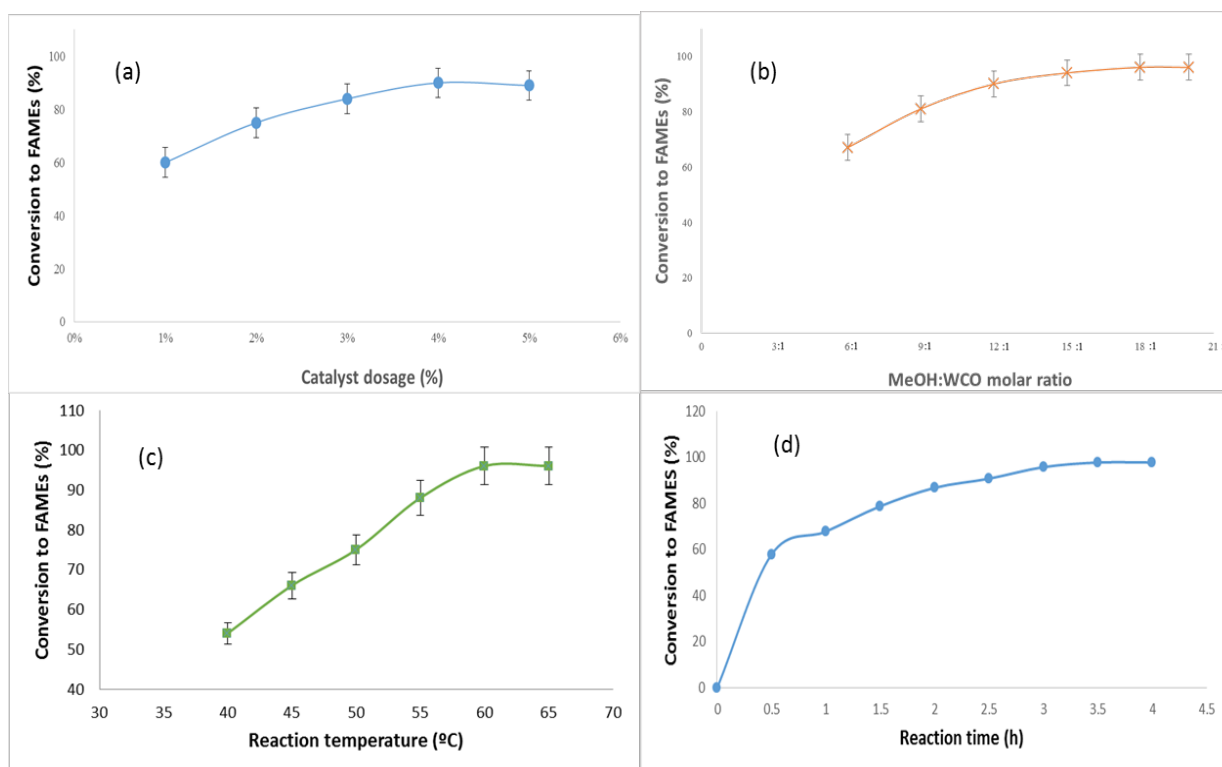 (a)
Conversion to FAMEs (%)
100
80
60
40
20
0
0% 1% 2% 3% 4% 5% 6%
Catalyst dosage (%)
(b)
Conversion to FAMEs (%)
100
80
60
40
20
0
0 3:1 6:1 9:1 12 :1 15 :1 18 :1 21
MeOH:WCO molar ratio
(c)
Conversion to FAMEs (%)
110
100
90
80
70
60
50
40
30 40 45 50 55 60 65 70
Reaction temperature (ºC)
(d)
Conversion to FAMES (%)
120
100
80
60
40
20
0
0 0.5 1 1.5 2 2.5 3 3.5 4 4.5
Reaction time (h)